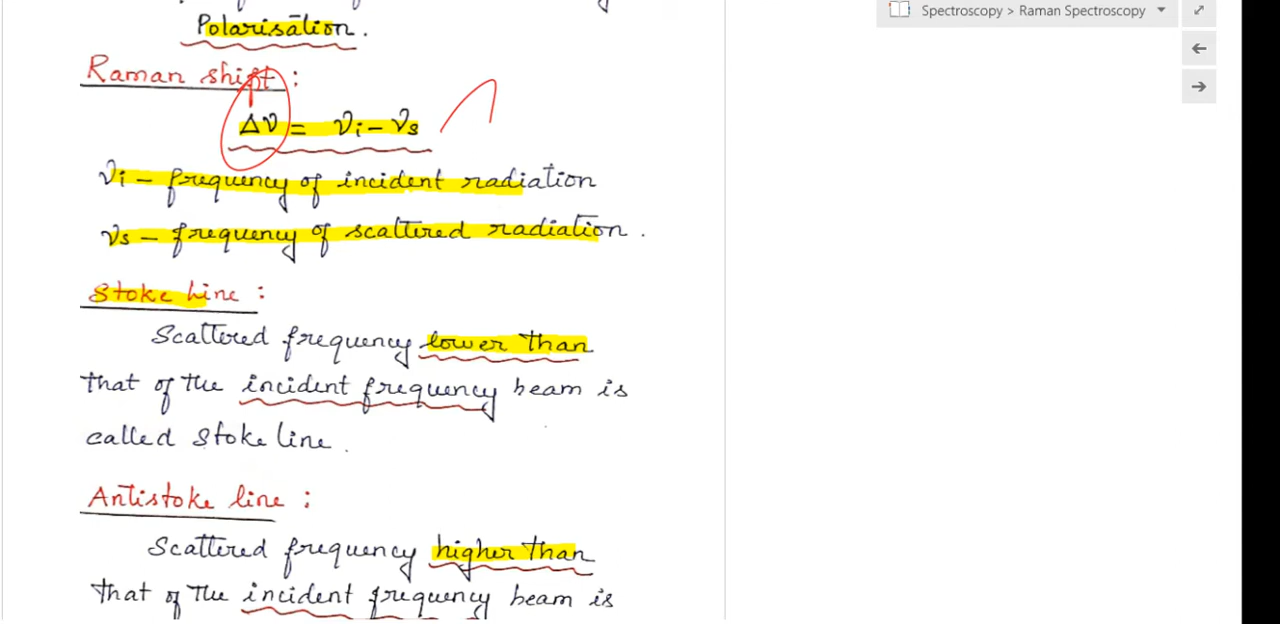 Polarisation.
Spectroscopy > Raman Spectroscopy
Raman shift :
Δν = νi - νs
νi - frequency of incident radiation
νs - frequency of scattered radiation.
Stoke line :
Scattered frequency lower than
that of the incident frequency beam is
called stoke line.
Antistoke line :
Scattered frequency higher than
that of the incident frequency beam is